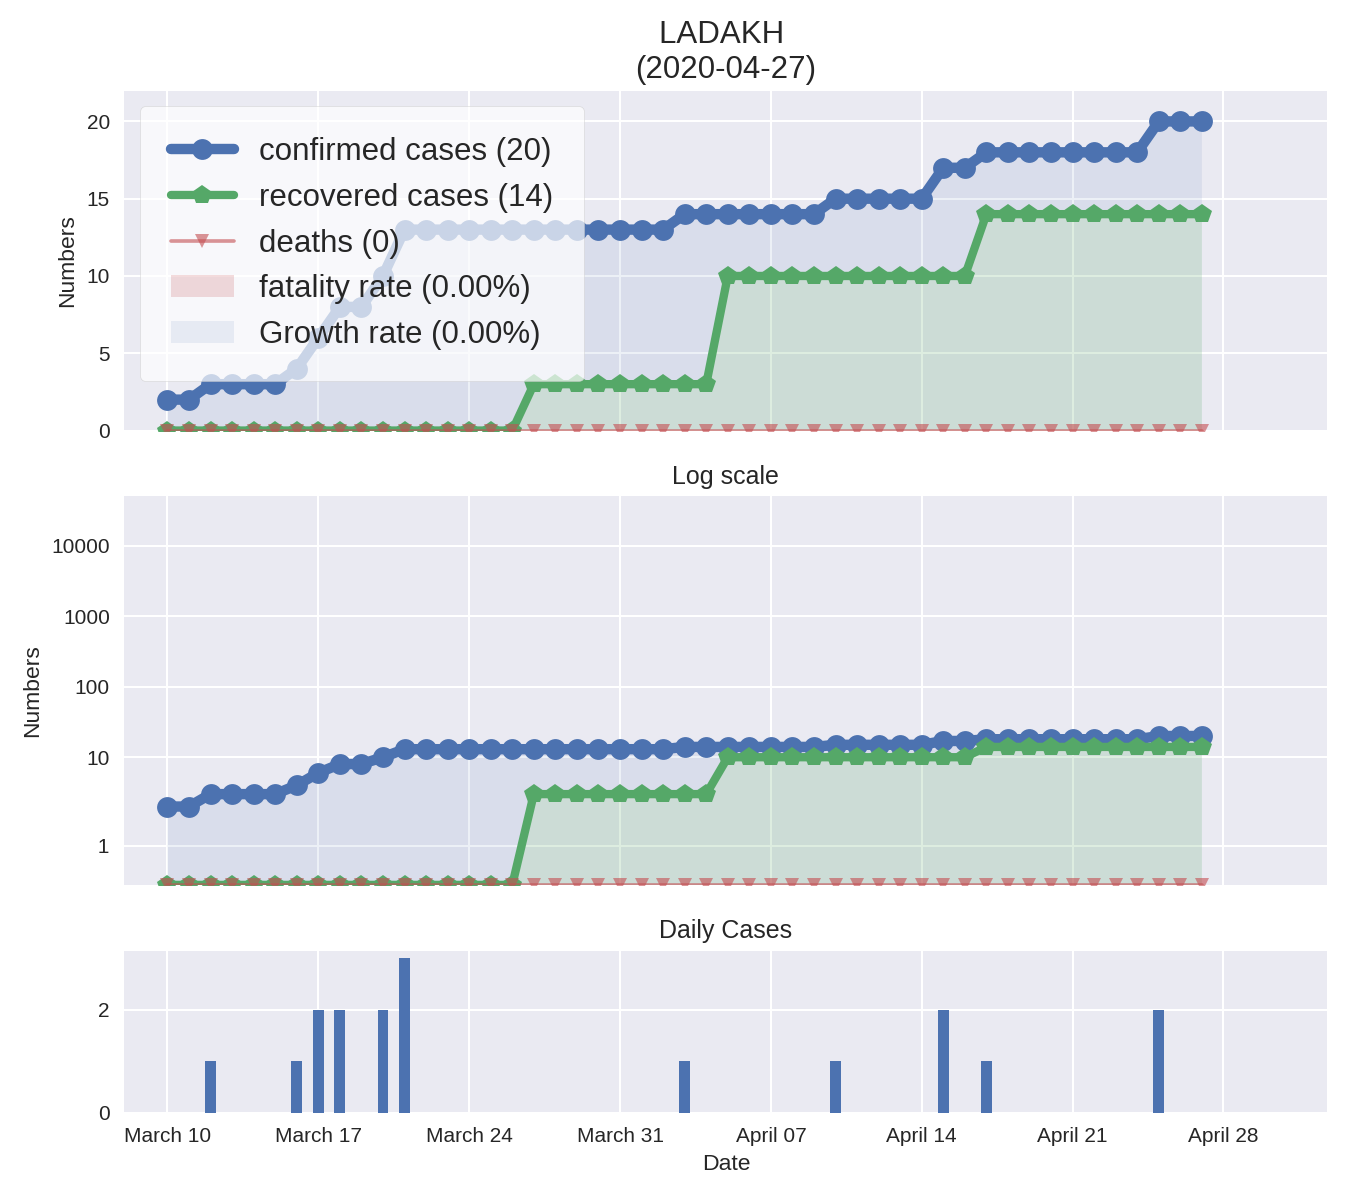 LADAKH
(2020-04-27)
20
15
10
5
0
Numbers
confirmed cases (20)
recovered cases (14)
deaths (0)
fatality rate (0.00%)
Growth rate (0.00%)
Log scale
10000
1000
100
10
1
Numbers
Daily Cases
2
0
March 10 March 17 March 24 March 31 April 07 April 14 April 21 April 28
Date